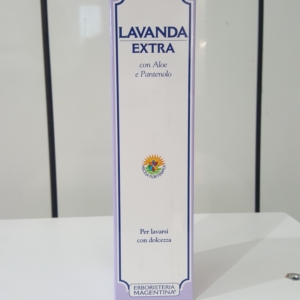 LAVANDA
EXTRA
con Aloe
e Pantenolo
Per lavarsi
con dolcezza
ERBORISTERIA
MAGENTINA